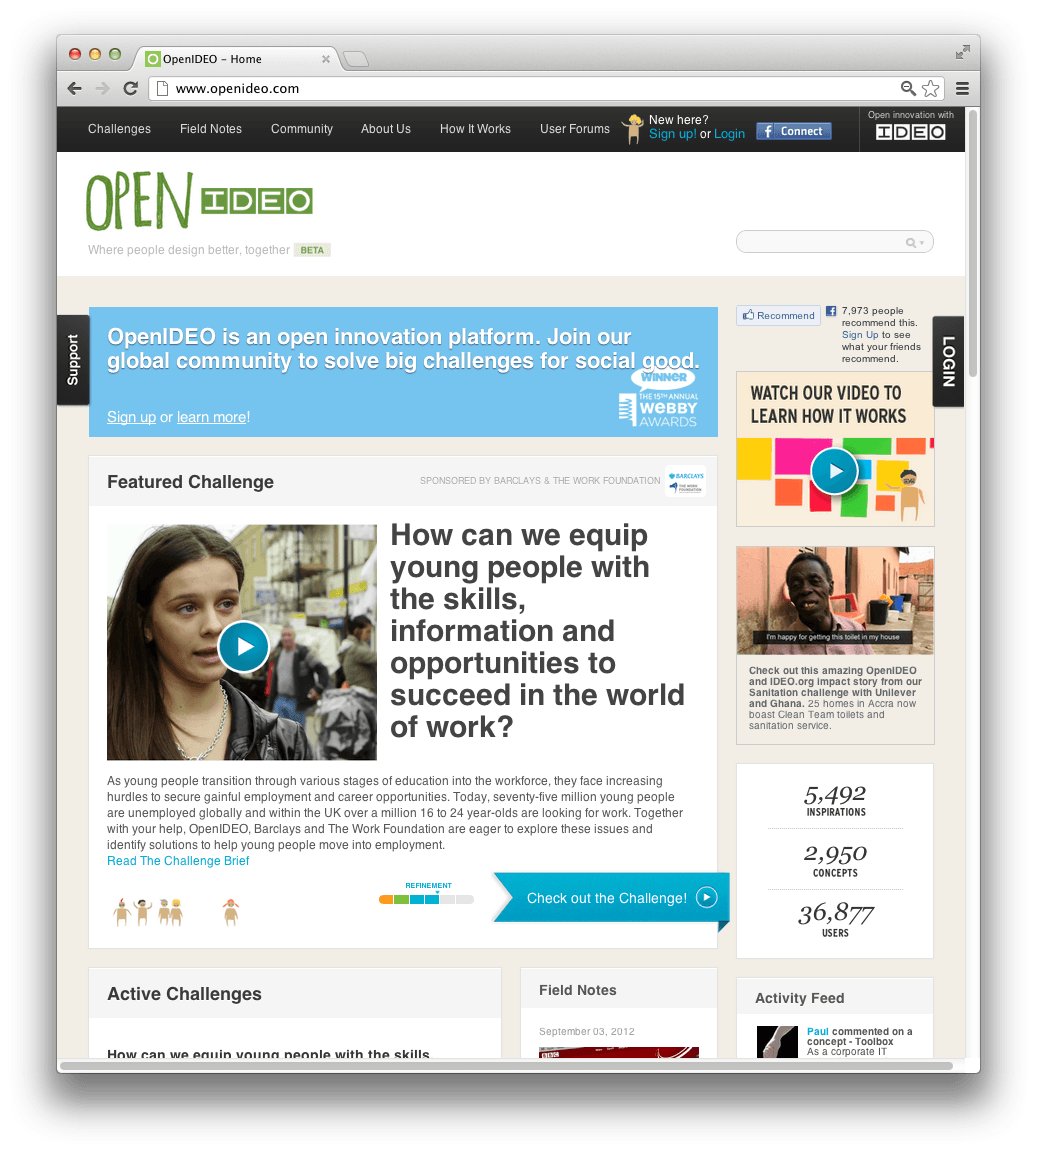 OpenIDEO – Home
www.openideo.com
Challenges Field Notes Community About Us How It Works User Forums
New here?
Sign up! or Login
f Connect
Open innovation with
IDEO
OPEN IDEO
Where people design better, together BETA
Support
LOGIN
OpenIDEO is an open innovation platform. Join our
global community to solve big challenges for social good.
Sign up or learn more!
WINNER
THE 15TH ANNUAL
WEBBY
AWARDS
Recommend
7,973 people
recommend this.
Sign Up to see
what your friends
recommend.
WATCH OUR VIDEO TO
LEARN HOW IT WORKS
Featured Challenge
SPONSORED BY BARCLAYS & THE WORK FOUNDATION
BARCLAYS
THE WORK
FOUNDATION
How can we equip
young people with
the skills,
information and
opportunities to
succeed in the world
of work?
As young people transition through various stages of education into the workforce, they face increasing
hurdles to secure gainful employment and career opportunities. Today, seventy-five million young people
are unemployed globally and within the UK over a million 16 to 24 year-olds are looking for work. Together
with your help, OpenIDEO, Barclays and The Work Foundation are eager to explore these issues and
identify solutions to help young people move into employment.
Read The Challenge Brief
REFINEMENT
Check out the Challenge!
I'm happy for getting this toilet in my house
Check out this amazing OpenIDEO
and IDEO.org impact story from our
Sanitation challenge with Unilever
and Ghana. 25 homes in Accra now
boast Clean Team toilets and
sanitation service.
5,492
INSPIRATIONS
2,950
CONCEPTS
36,877
USERS
Active Challenges
How can we equip young people with the skills,
Field Notes
September 03, 2012
BBC
Activity Feed
Paul commented on a
concept - Toolbox
As a corporate IT